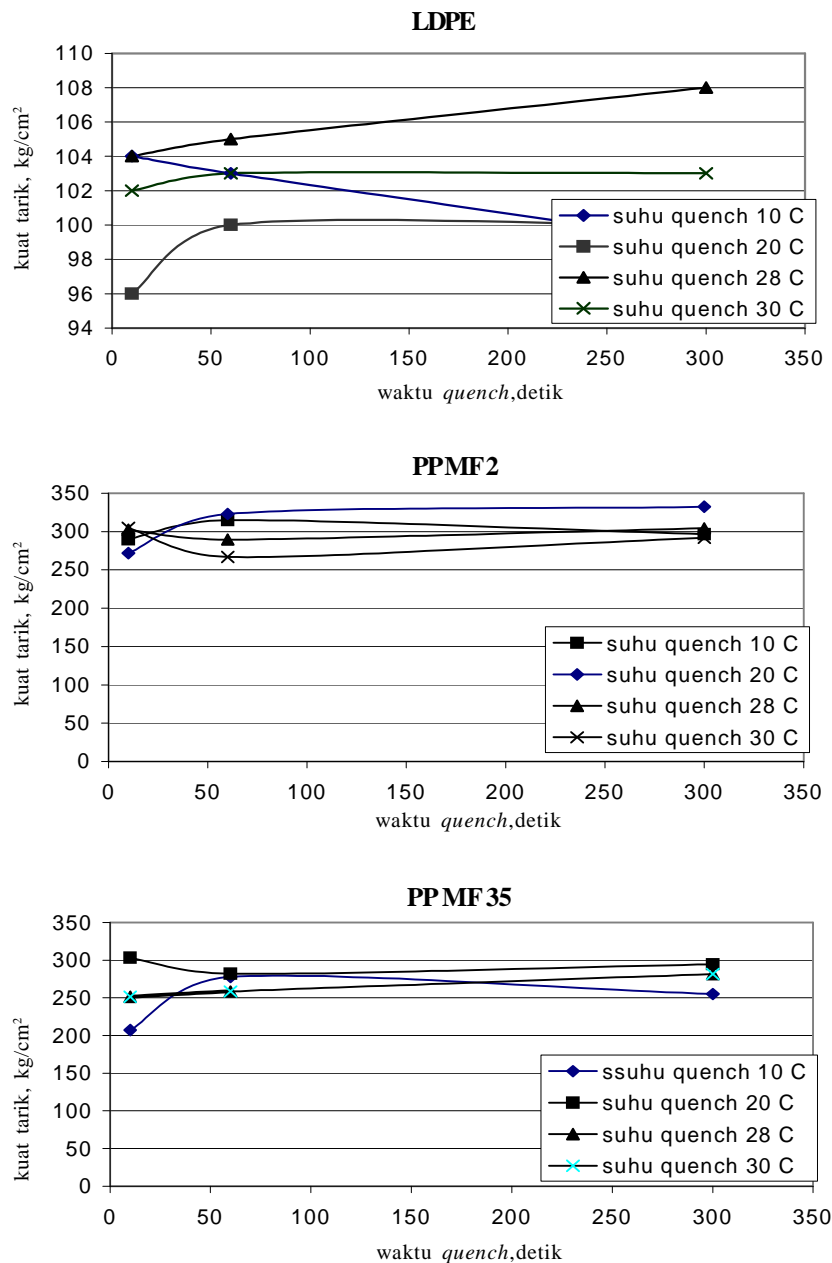 LDPE
kuat tarik, kg/cm²
110
108
106
104
102
100
98
96
94
0 50 100 150 200 250 300 350
waktu quench,detik
suhu quench 10 C
suhu quench 20 C
suhu quench 28 C
suhu quench 30 C
PPMF2
kuat tarik, kg/cm²
350
300
250
200
150
100
50
0
0 50 100 150 200 250 300 350
waktu quench,detik
suhu quench 10 C
suhu quench 20 C
suhu quench 28 C
suhu quench 30 C
PPMF35
kuat tarik, kg/cm²
350
300
250
200
150
100
50
0
0 50 100 150 200 250 300 350
waktu quench,detik
ssuhu quench 10 C
suhu quench 20 C
suhu quench 28 C
suhu quench 30 C